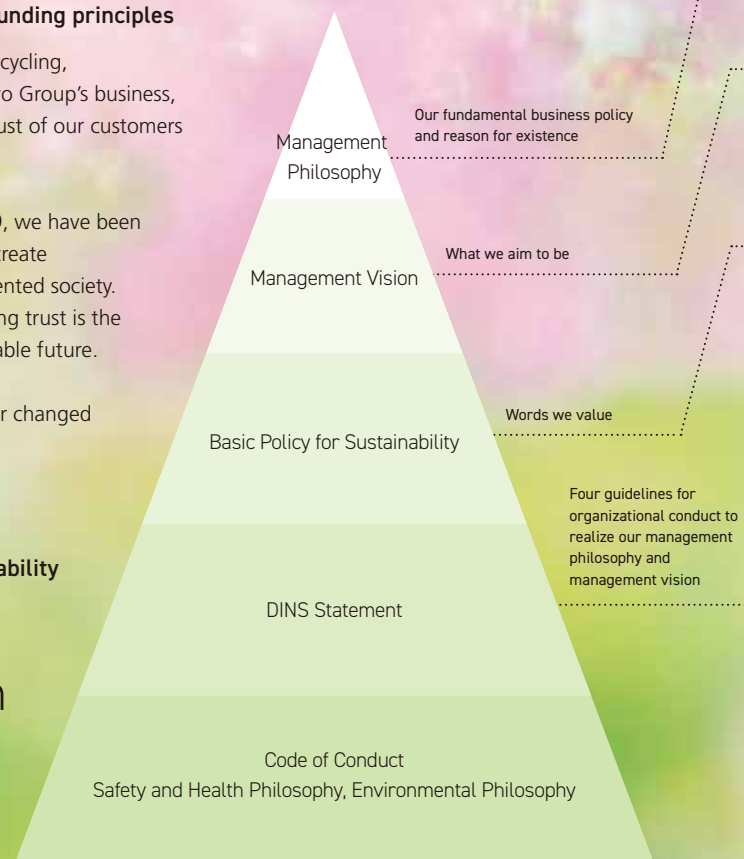 unding principles
cycling,
o Group's business,
ust of our customers
, we have been
create
ented society.
ng trust is the
able future.
r changed
ability
Management
Philosophy
Our fundamental business policy
and reason for existence
Management Vision
What we aim to be
Basic Policy for Sustainability
Words we value
DINS Statement
Four guidelines for
organizational conduct to
realize our management
philosophy and
management vision
Code of Conduct
Safety and Health Philosophy, Environmental Philosophy